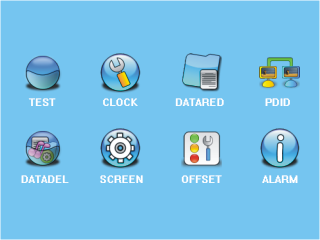 TEST CLOCK DATARED PDID
DATADEL SCREEN OFFSET ALARM